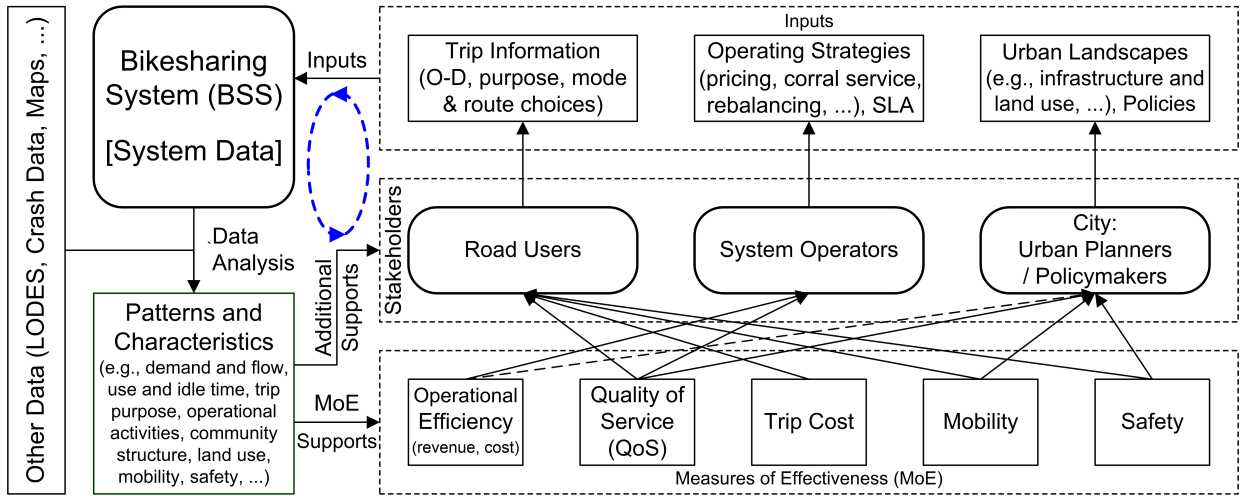 Other Data (LODES, Crash Data, Maps, ...)
Bikesharing
System (BSS)
[System Data]
Inputs
Inputs
Trip Information
(O-D, purpose, mode
& route choices)
Operating Strategies
(pricing, corral service,
rebalancing, ...), SLA
Urban Landscapes
(e.g., infrastructure and
land use, ...), Policies
Data
Analysis
Additional
Supports
Stakeholders
Road Users
System Operators
City:
Urban Planners
/ Policymakers
Patterns and
Characteristics
(e.g., demand and flow,
use and idle time, trip
purpose, operational
activities, community
structure, land use,
mobility, safety, ...)
MoE
Supports
Operational
Efficiency
(revenue, cost)
Quality of
Service
(QoS)
Trip Cost
Mobility
Safety
Measures of Effectiveness (MoE)